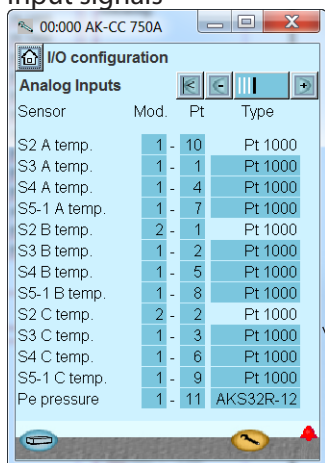 Input signals
00:000 AK-CC 750A
I/O configuration
Analog Inputs
Sensor Mod. Pt Type
S2 A temp. 1 - 10 Pt 1000
S3 A temp. 1 - 1 Pt 1000
S4 A temp. 1 - 4 Pt 1000
S5-1 A temp. 1 - 7 Pt 1000
S2 B temp. 2 - 1 Pt 1000
S3 B temp. 1 - 2 Pt 1000
S4 B temp. 1 - 5 Pt 1000
S5-1 B temp. 1 - 8 Pt 1000
S2 C temp. 2 - 2 Pt 1000
S3 C temp. 1 - 3 Pt 1000
S4 C temp. 1 - 6 Pt 1000
S5-1 C temp. 1 - 9 Pt 1000
Pe pressure 1 - 11 AKS32R-12